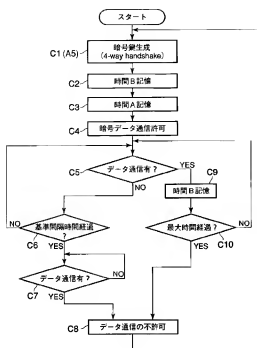 スタート
暗号鍵生成
(4-way handshake)
C1 (A5)
時間B記憶
C2
時間A記憶
C3
暗号データ通信許可
C4
データ通信有?
C5
YES
NO
C9
時間B記憶
基準間隔時間経過
?
NO
C6
YES
最大時間経過?
NO
C10
YES
データ通信有?
NO
C7
YES
C8
データ通信の不許可